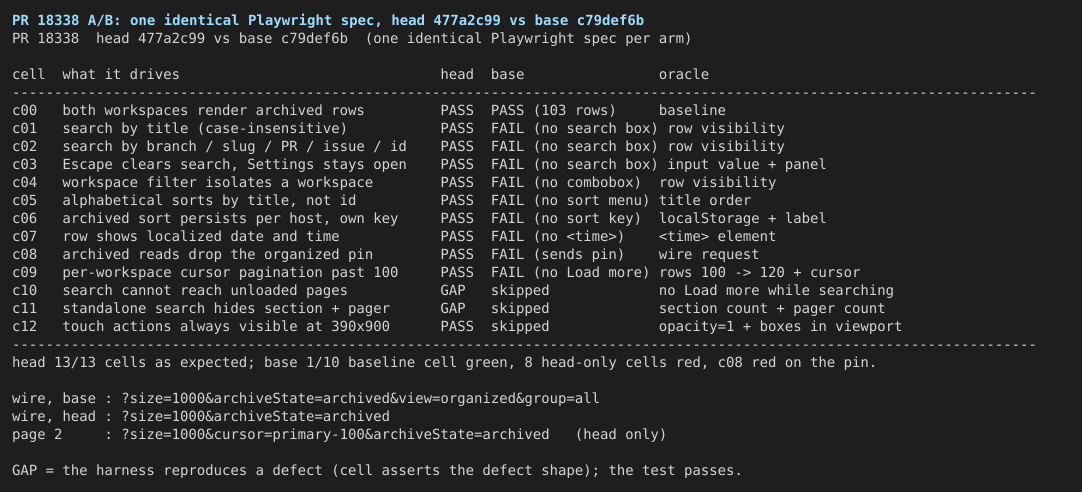 PR 18338 A/B: one identical Playwright spec, head 477a2c99 vs base c79def6b
PR 18338  head 477a2c99 vs base c79def6b  (one identical Playwright spec per arm)
cell  what it drives                               head  base                oracle
--------------------------------------------------------------------------------------------------------------------------
c00   both workspaces render archived rows         PASS  PASS (103 rows)     baseline
c01   search by title (case-insensitive)           PASS  FAIL (no search box) row visibility
c02   search by branch / slug / PR / issue / id    PASS  FAIL (no search box) row visibility
c03   Escape clears search, Settings stays open    PASS  FAIL (no search box) input value + panel
c04   workspace filter isolates a workspace        PASS  FAIL (no combobox)  row visibility
c05   alphabetical sorts by title, not id          PASS  FAIL (no sort menu) title order
c06   archived sort persists per host, own key     PASS  FAIL (no sort key)  localStorage + label
c07   row shows localized date and time            PASS  FAIL (no <time>)    <time> element
c08   archived reads drop the organized pin        PASS  FAIL (sends pin)    wire request
c09   per-workspace cursor pagination past 100     PASS  FAIL (no Load more) rows 100 -> 120 + cursor
c10   search cannot reach unloaded pages           GAP   skipped             no Load more while searching
c11   standalone search hides section + pager      GAP   skipped             section count + pager count
c12   touch actions always visible at 390x900      PASS  skipped             opacity=1 + boxes in viewport
--------------------------------------------------------------------------------------------------------------------------
head 13/13 cells as expected; base 1/10 baseline cell green, 8 head-only cells red, c08 red on the pin.
wire, base : ?size=1000&archiveState=archived&view=organized&group=all
wire, head : ?size=1000&archiveState=archived
page 2     : ?size=1000&cursor=primary-100&archiveState=archived   (head only)
GAP = the harness reproduces a defect (cell asserts the defect shape); the test passes.